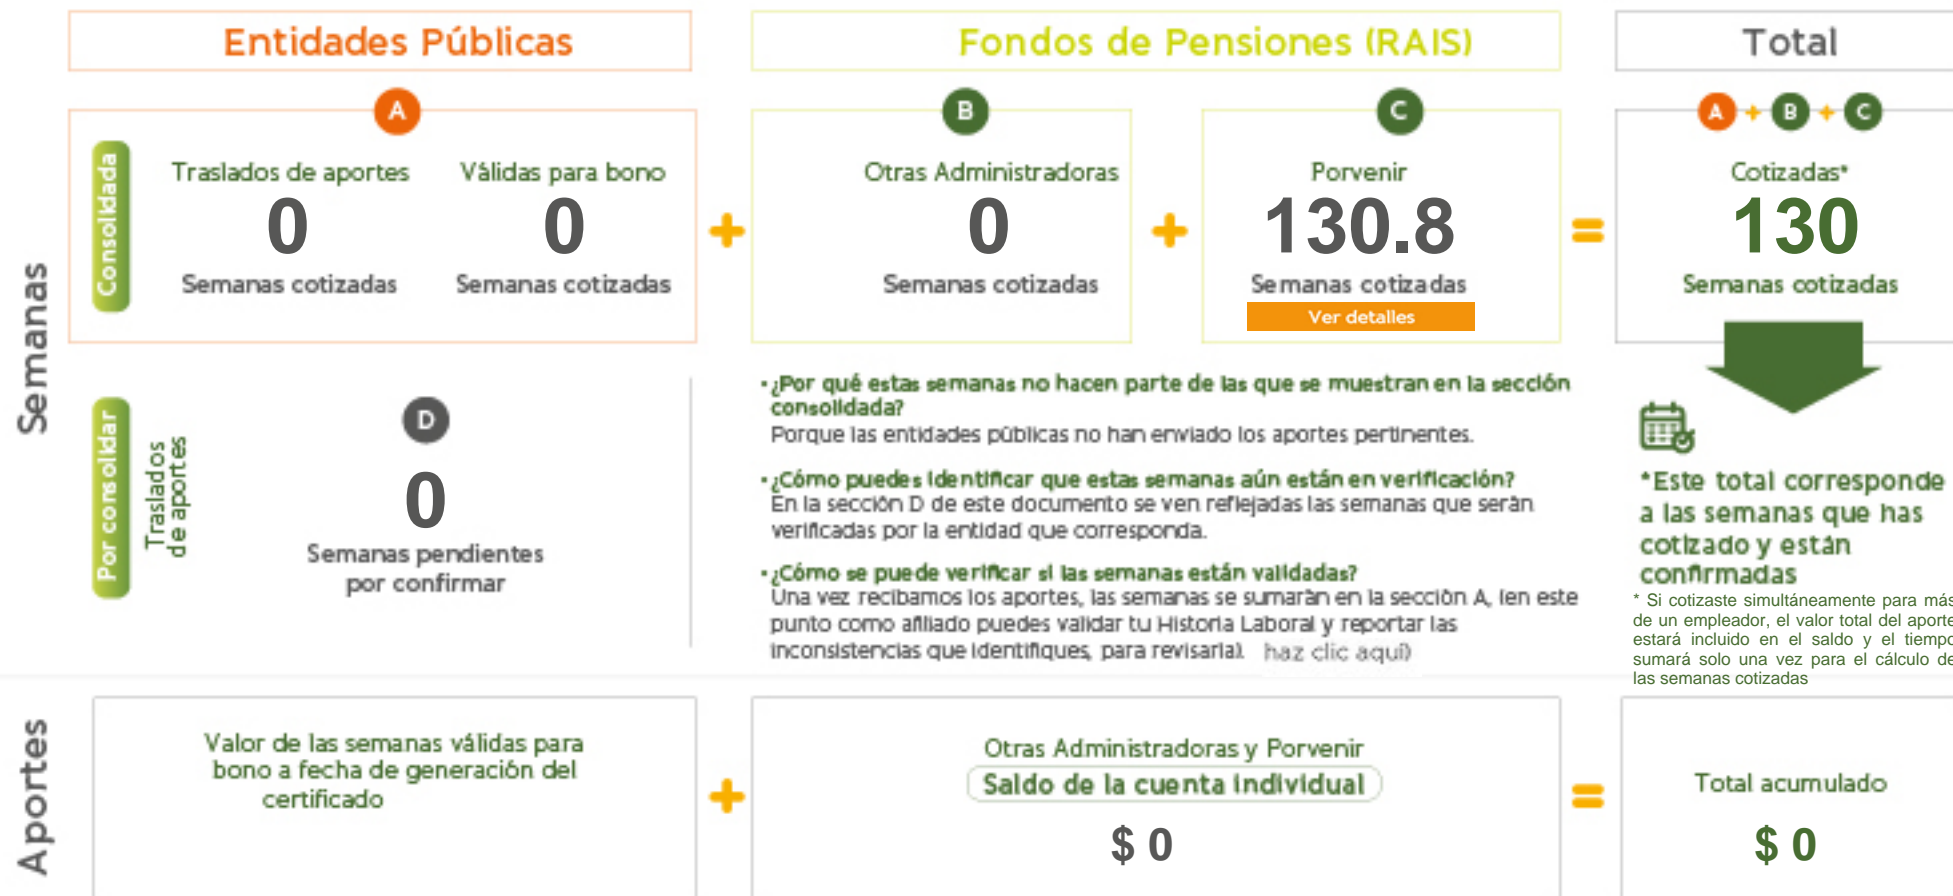 Entidades Públicas
Fondos de Pensiones (RAIS)
Total
Semanas
Consolidada
A
Traslados de aportes
0
Semanas cotizadas
Válidas para bono
0
Semanas cotizadas
+
B
Otras Administradoras
0
Semanas cotizadas
+
C
Porvenir
130.8
Semanas cotizadas
Ver detalles
=
A + B + C
Cotizadas*
130
Semanas cotizadas
Por consolidar
Traslados
de aportes
D
0
Semanas pendientes
por confirmar
• ¿Por qué estas semanas no hacen parte de las que se muestran en la sección
consolidada?
Porque las entidades públicas no han enviado los aportes pertinentes.
• ¿Cómo puedes identificar que estas semanas aún están en verificación?
En la sección D de este documento se ven reflejadas las semanas que serán
verificadas por la entidad que corresponda.
• ¿Cómo se puede verificar si las semanas están validadas?
Una vez recibamos los aportes, las semanas se sumarán en la sección A, (en este
punto como afiliado puedes validar tu Historia Laboral y reportar las
inconsistencias que identifiques, para revisarla). haz clic aquí)
*Este total corresponde
a las semanas que has
cotizado y están
confirmadas
* Si cotizaste simultáneamente para más
de un empleador, el valor total del aporte
estará incluido en el saldo y el tiempo
sumará solo una vez para el cálculo de
las semanas cotizadas
Aportes
Valor de las semanas válidas para
bono a fecha de generación del
certificado
+
Otras Administradoras y Porvenir
Saldo de la cuenta individual
$ 0
=
Total acumulado
$ 0